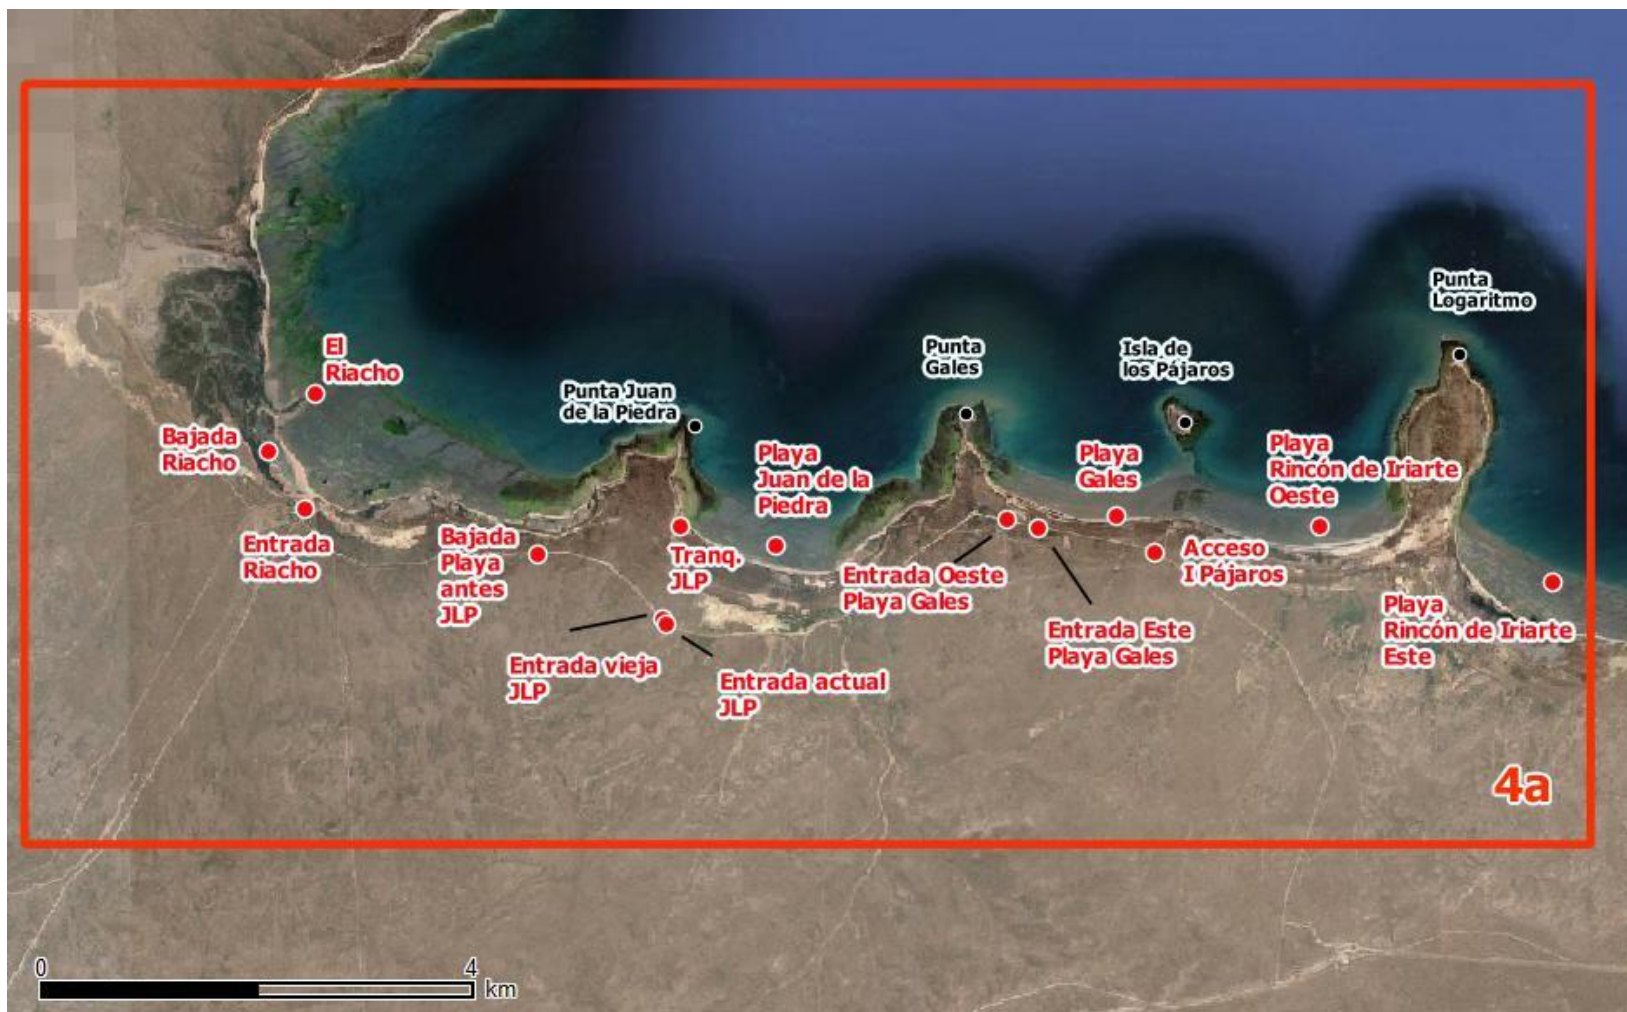 Punta
Logaritmo
El
Riacho
Punta
Gales
Isla de
los Pájaros
Punta Juan
de la Piedra
Bajada
Riacho
Playa
Juan de la
Piedra
Playa
Gales
Playa
Rincón de Iriarte
Oeste
Entrada
Riacho
Bajada
Playa
antes
JLP
Tranq.
JLP
Entrada Oeste
Playa Gales
Acceso
I Pájaros
Playa
Rincón de Iriarte
Este
Entrada Este
Playa Gales
Entrada vieja
JLP
Entrada actual
JLP
4a
0 4
km